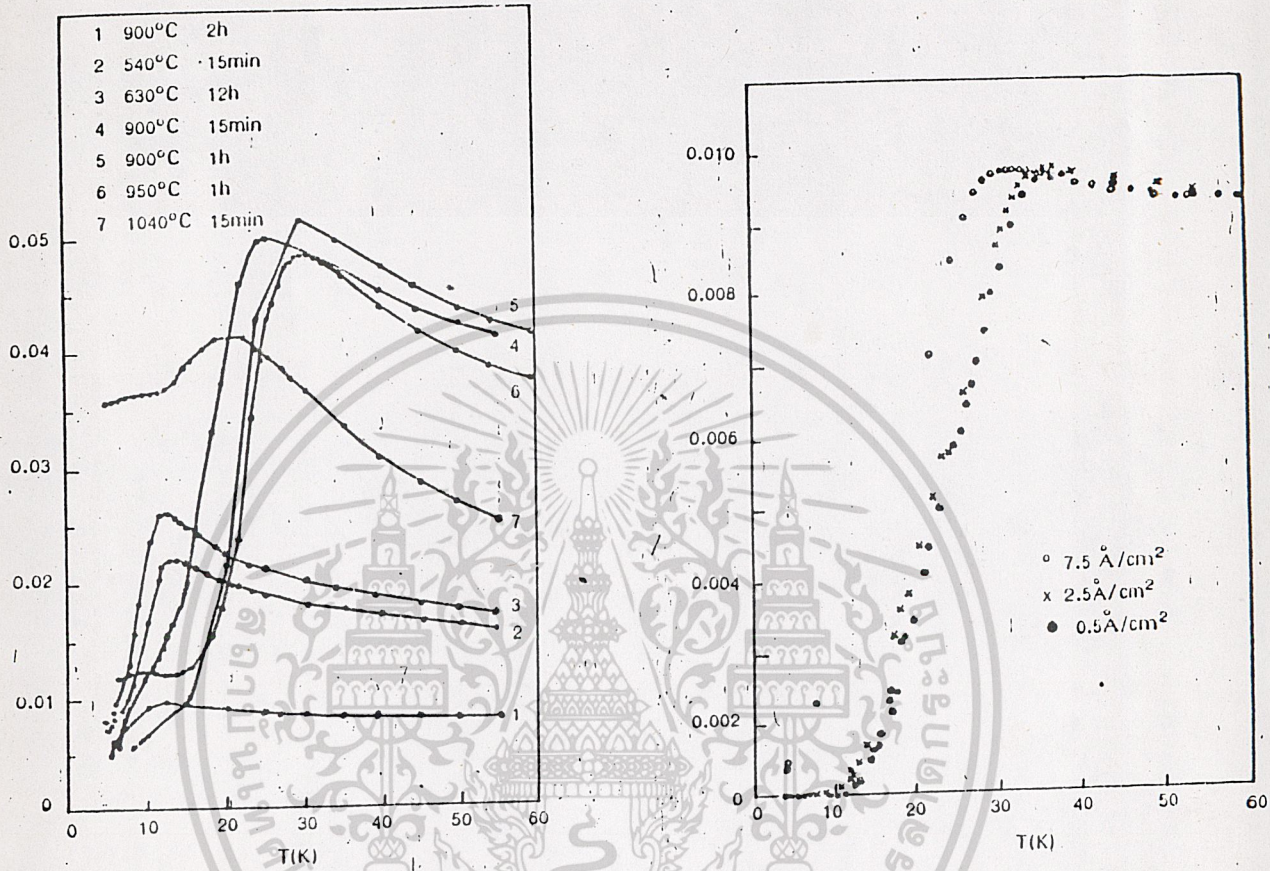 1 900°C 2h
2 540°C 15min
3 630°C 12h
4 900°C 15min
5 900°C 1h
6 950°C 1h
7 1040°C 15min
0.05
0.04
0.03
0.02
0.01
0
5
4
6
7
3
2
1
0 10 20 30 40 50 60
T(K)
0.010
0.008
0.006
0.004
0.002
0
o 7.5 Å/cm²
x 2.5Å/cm²
● 0.5Å/cm²
0 10 20 30 40 50 60
T(K)